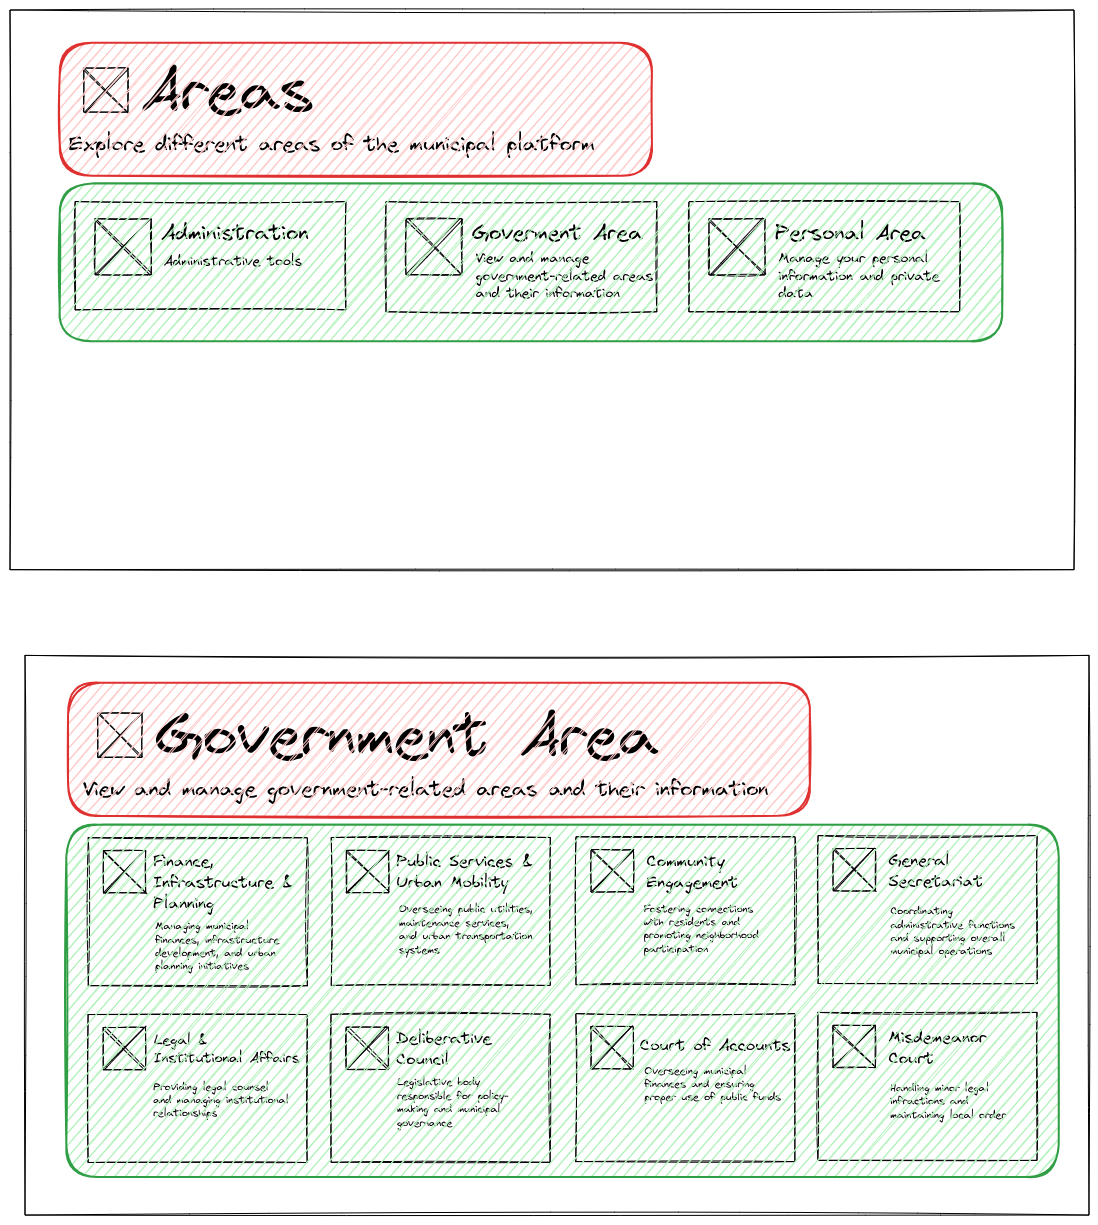 Areas
Explore different areas of the municipal platform
Administration
Administrative tools
Goverment Area
View and manage
government-related areas
and their information
Personal Area
Manage your personal
information and private
data
Government Area
View and manage government-related areas and their information
Finance,
Infrastructure &
Planning
Managing municipal
finances, infrastructure
development, and urban
planning initiatives
Public Services &
Urban Mobility
Overseeing public utilities,
maintenance services,
and urban transportation
systems
Community
Engagement
Fostering connections
with residents and
promoting neighborhood
participation
General
Secretariat
Coordinating
administrative functions
and supporting overall
municipal operations
Legal &
Institutional Affairs
Providing legal counsel
and managing institutional
relationships
Deliberative
Council
Legislative body
responsible for policy-
making and municipal
governance
Court of Accounts
Overseeing municipal
finances and ensuring
proper use of public funds
Misdemeanor
Court
Handling minor legal
infractions and
maintaining local order